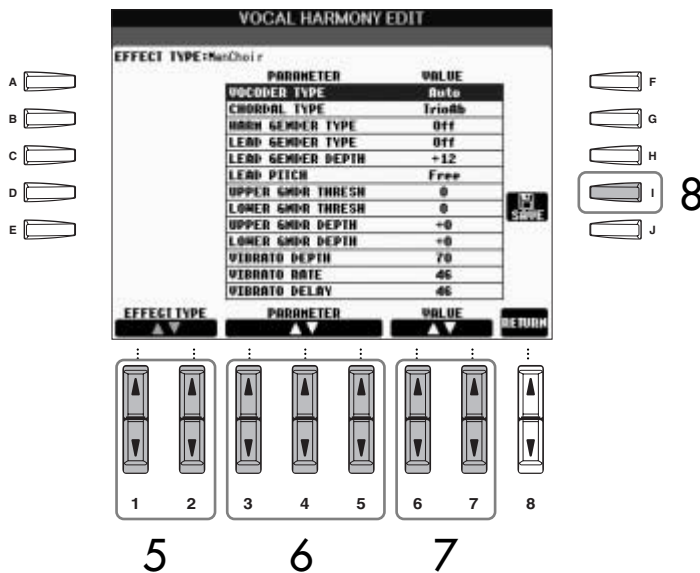 VOCAL HARMONY EDIT
EFFECT TYPE:MenChoir
PARAMETER VALUE
VOCODER TYPE Auto
CHORDAL TYPE TrioAb
HARM GENDER TYPE Off
LEAD GENDER TYPE Off
LEAD GENDER DEPTH +12
LEAD PITCH Free
UPPER GNDR THRESH 0
LOWER GNDR THRESH 0
UPPER GNDR DEPTH +0
LOWER GNDR DEPTH +0
VIBRATO DEPTH 70
VIBRATO RATE 46
VIBRATO DELAY 46
SAVE
EFFECT TYPE PARAMETER VALUE RETURN
A
B
C
D
E
F
G
H
I 8
J
1 2 3 4 5 6 7 8
5 6 7